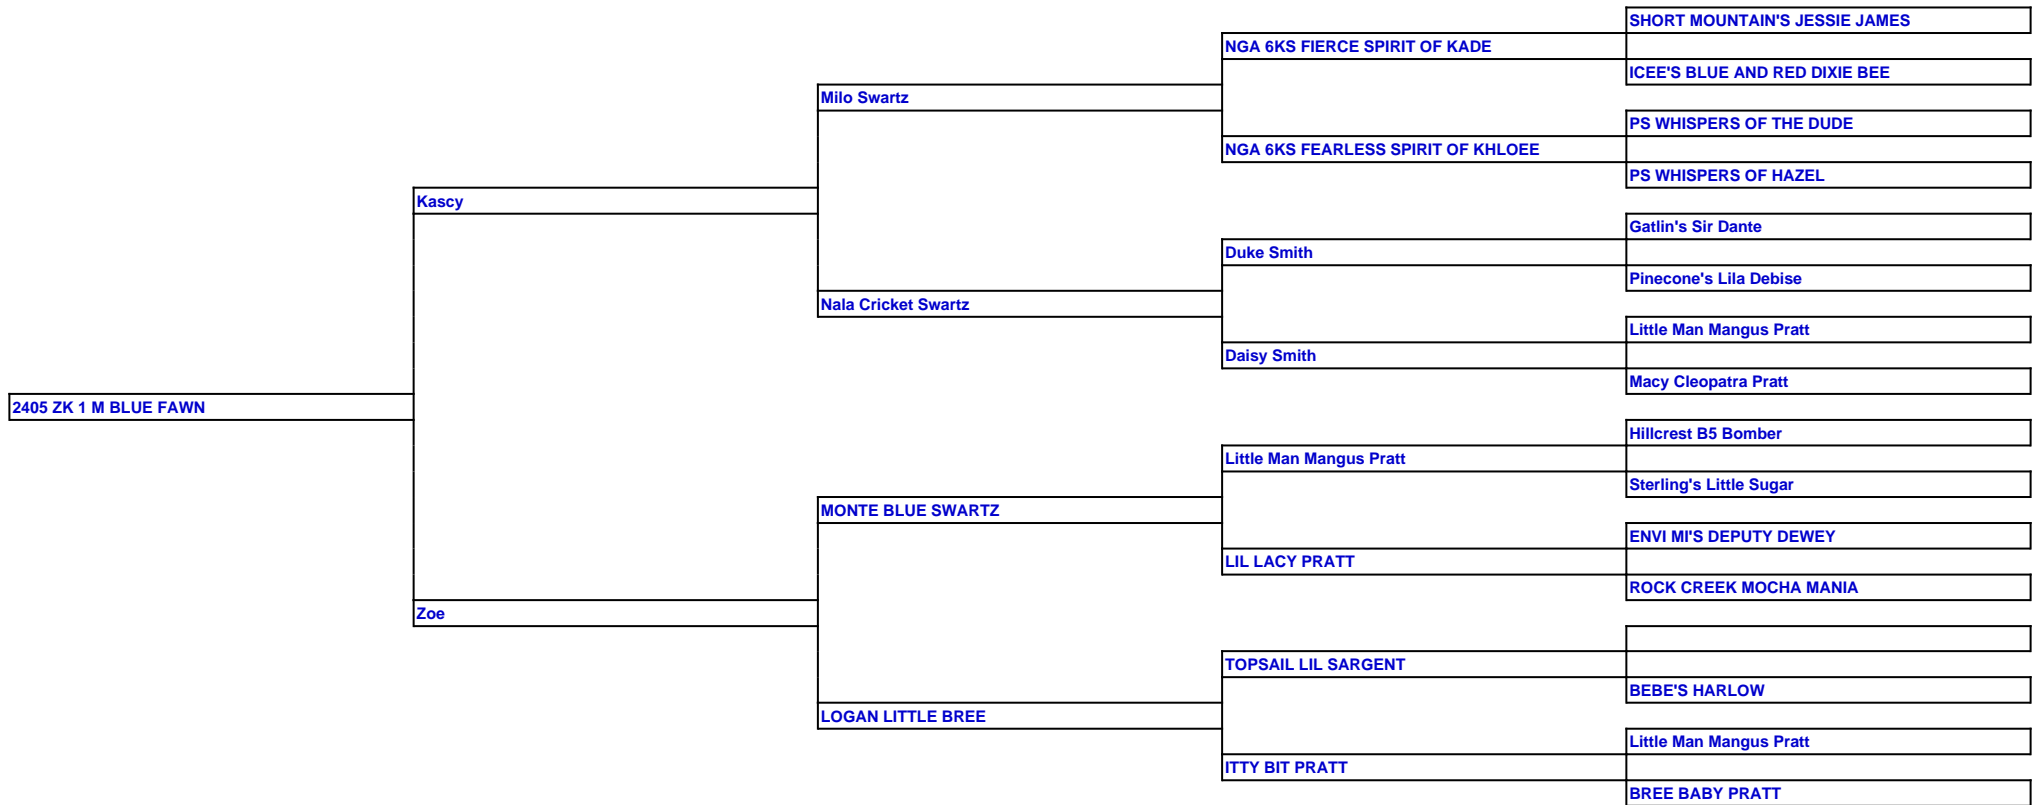 SHORT MOUNTAIN'S JESSIE JAMES
NGA 6KS FIERCE SPIRIT OF KADE
ICEE'S BLUE AND RED DIXIE BEE
Milo Swartz
PS WHISPERS OF THE DUDE
NGA 6KS FEARLESS SPIRIT OF KHLOEE
PS WHISPERS OF HAZEL
Kascy
Gatlin's Sir Dante
Duke Smith
Pinecone's Lila Debise
Nala Cricket Swartz
Little Man Mangus Pratt
Daisy Smith
Macy Cleopatra Pratt
2405 ZK 1 M BLUE FAWN
Hillcrest B5 Bomber
Little Man Mangus Pratt
Sterling's Little Sugar
MONTE BLUE SWARTZ
ENVI MI'S DEPUTY DEWEY
LIL LACY PRATT
ROCK CREEK MOCHA MANIA
Zoe
TOPSAIL LIL SARGENT
BEBE'S HARLOW
LOGAN LITTLE BREE
Little Man Mangus Pratt
ITTY BIT PRATT
BREE BABY PRATT